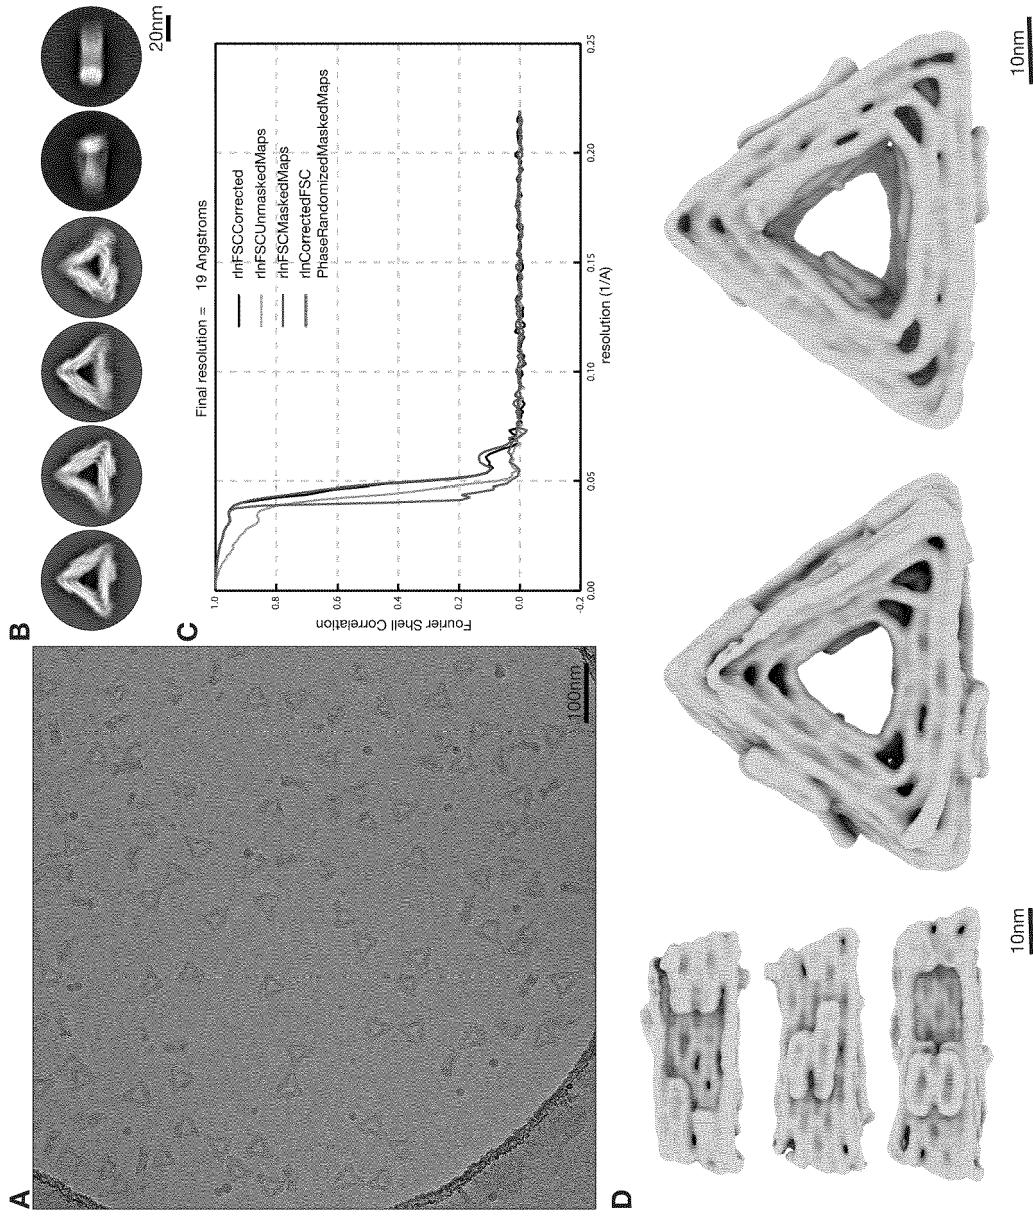 A
100nm
B
20nm
C
Final resolution = 19 Angstroms
rlnFSCCorrected
rlnFSCUnmaskedMaps
rlnFSCMaskedMaps
rlnCorrectedFSC
PhaseRandomizedMaskedMaps
Fourier Shell Correlation
1.0
0.8
0.6
0.4
0.2
0.0
-0.2
0.00
0.05
0.10
0.15
0.20
0.25
resolution (1/A)
D
10nm
10nm